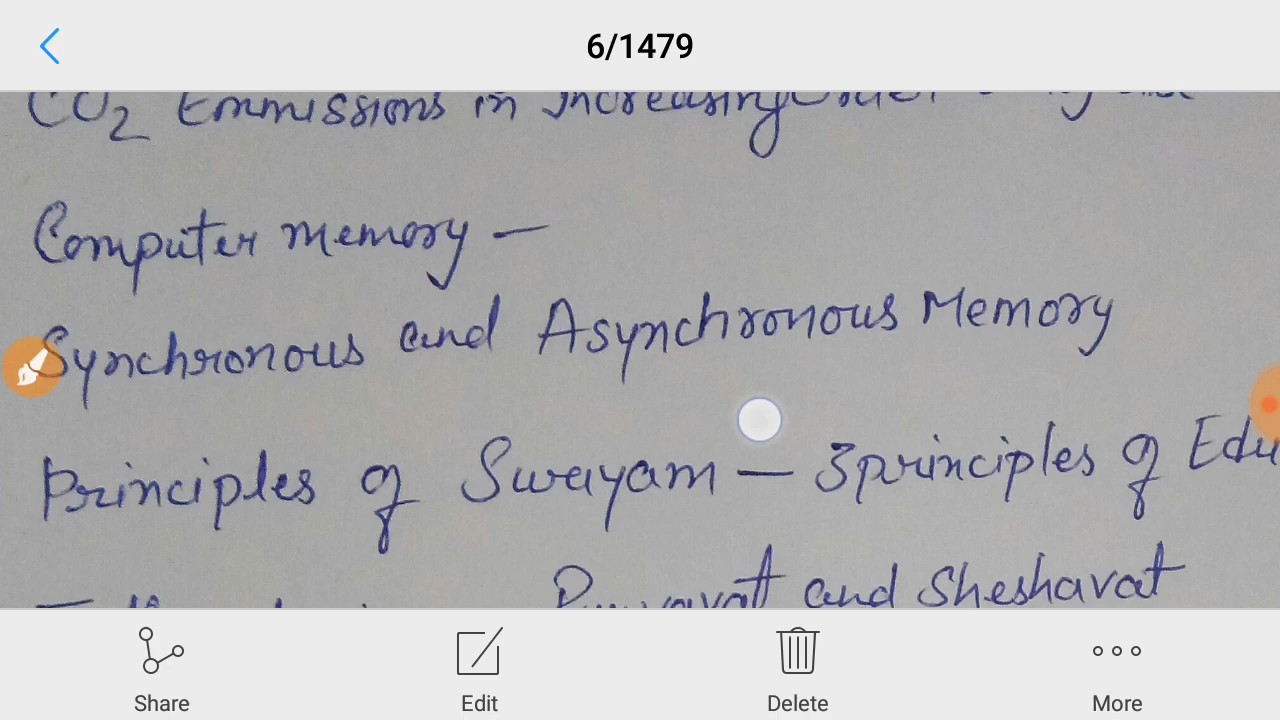 6/1479
CO2 Emmissions in Increasing
Computer memory —
Synchronous and Asynchronous Memory
Principles of Swayam — 3principles of Edu
and Sheshavat
Share Edit Delete More